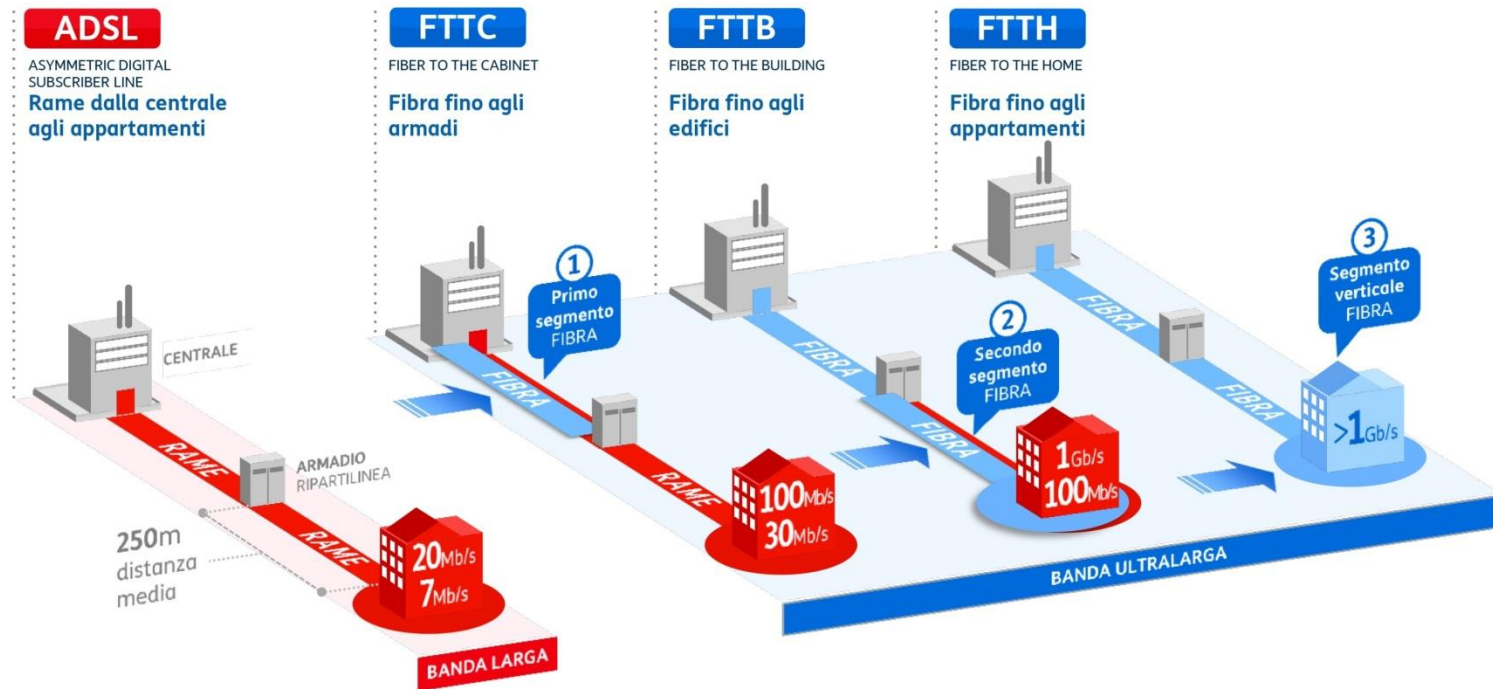 ADSL
ASYMMETRIC DIGITAL
SUBSCRIBER LINE
Rame dalla centrale
agli appartamenti
FTTC
FIBER TO THE CABINET
Fibra fino agli
armadi
FTTB
FIBER TO THE BUILDING
Fibra fino agli
edifici
FTTH
FIBER TO THE HOME
Fibra fino agli
appartamenti
CENTRALE
RAME
ARMADIO
RIPARTILINEA
RAME
250m
distanza
media
20Mb/s
7Mb/s
BANDA LARGA
1
Primo
segmento
FIBRA
FIBRA
RAME
100Mb/s
30Mb/s
FIBRA
2
Secondo
segmento
FIBRA
FIBRA
1Gb/s
100Mb/s
FIBRA
3
Segmento
verticale
FIBRA
FIBRA
>1Gb/s
BANDA ULTRALARGA